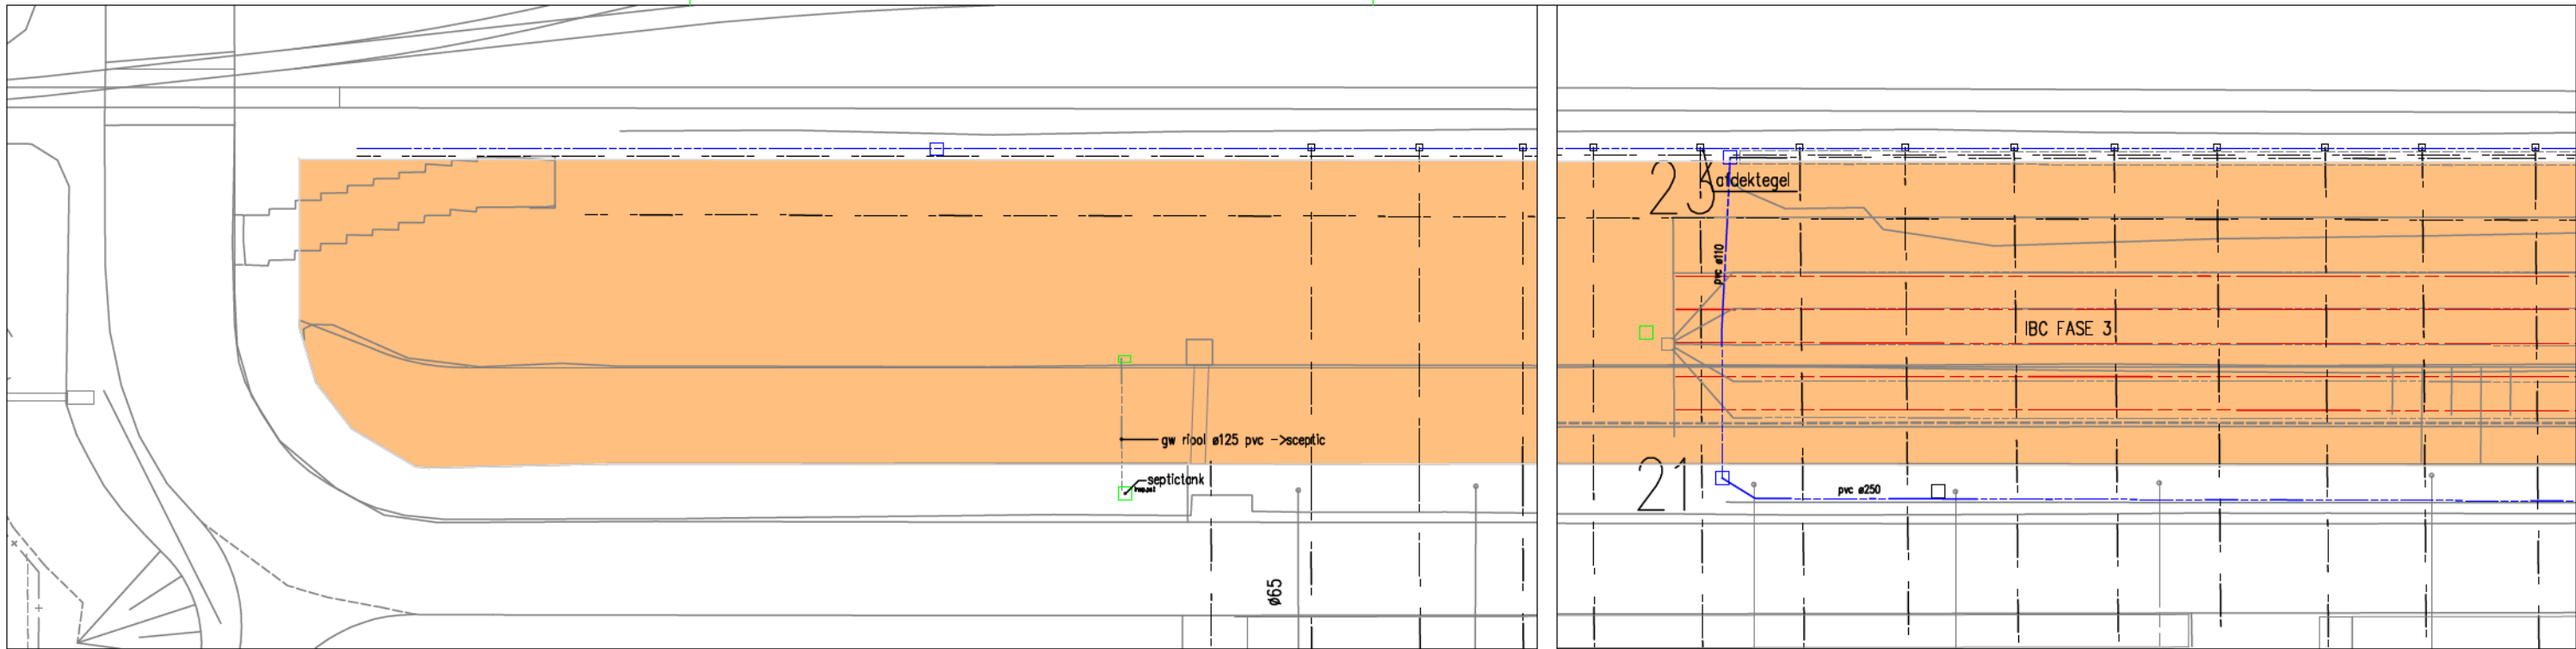 gw riool ø125 pvc ->sceptic
septictank
ø65
23
afdektegel
pvc ø110
IBC FASE 3
21
pvc ø250